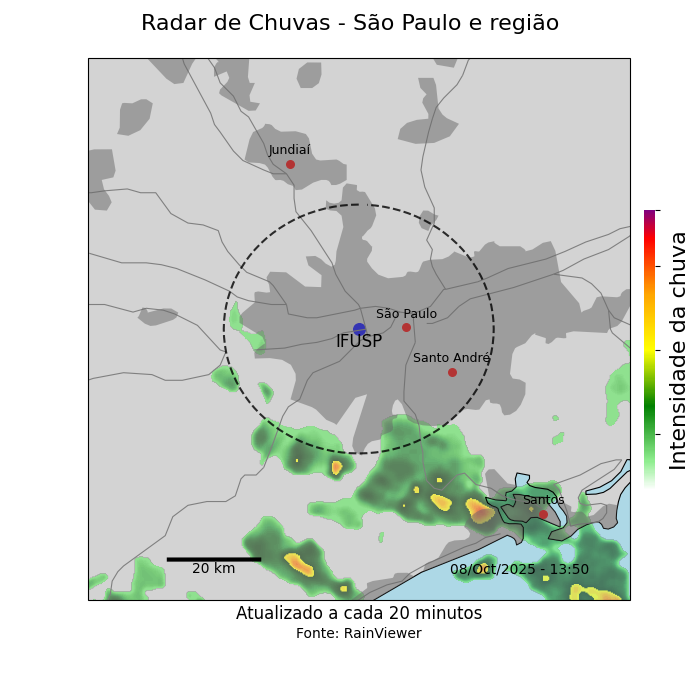 Radar de Chuvas - São Paulo e região
Jundiaí
São Paulo
IFUSP
Santo André
Santos
20 km
08/Oct/2025 - 13:50
Intensidade da chuva
Atualizado a cada 20 minutos
Fonte: RainViewer